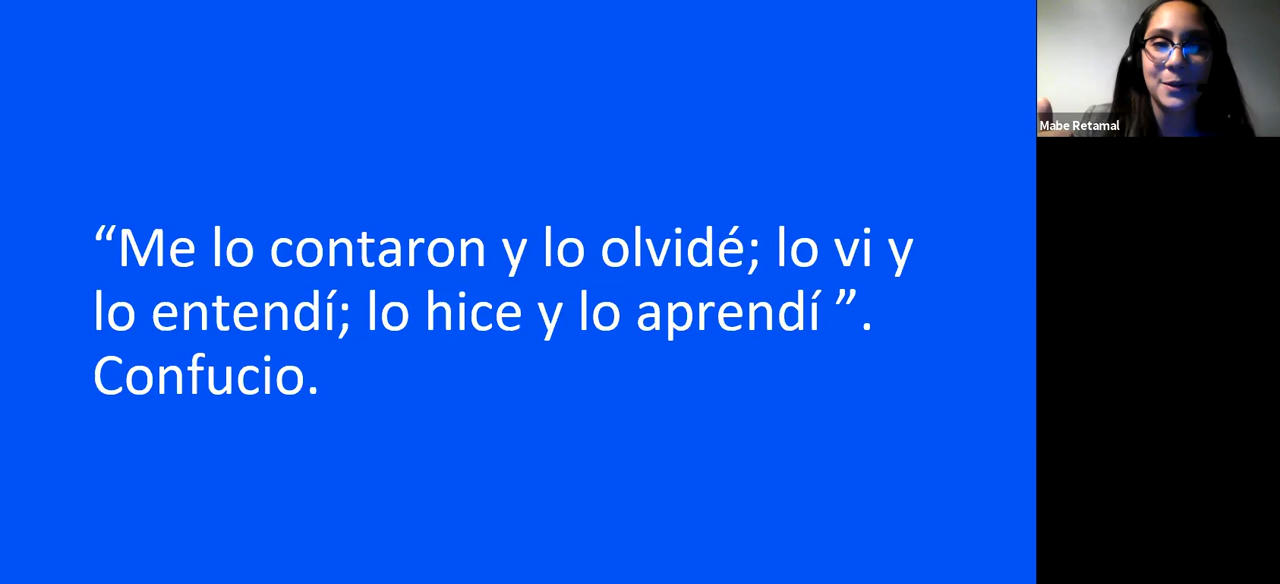 “Me lo contaron y lo olvidé; lo vi y
lo entendí; lo hice y lo aprendí ”.
Confucio.
Mabe Retamal